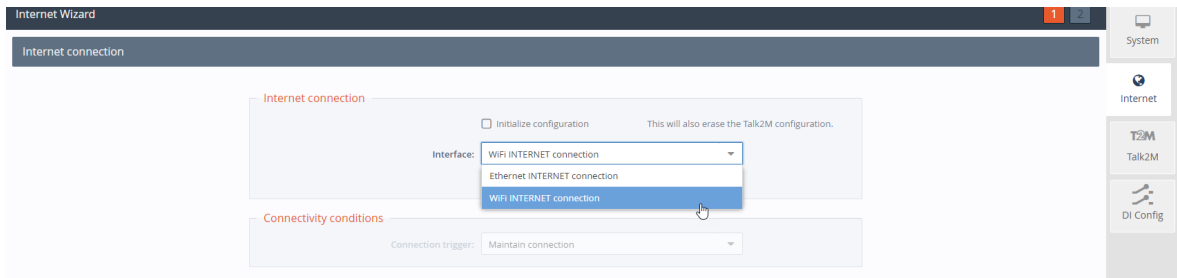 Internet Wizard
1 2
System
Internet connection
Internet
Internet connection
Initialize configuration This will also erase the Talk2M configuration.
T2M
Talk2M
Interface: WiFi INTERNET connection
Ethernet INTERNET connection
WiFi INTERNET connection
DI Config
Connectivity conditions
Connection trigger: Maintain connection